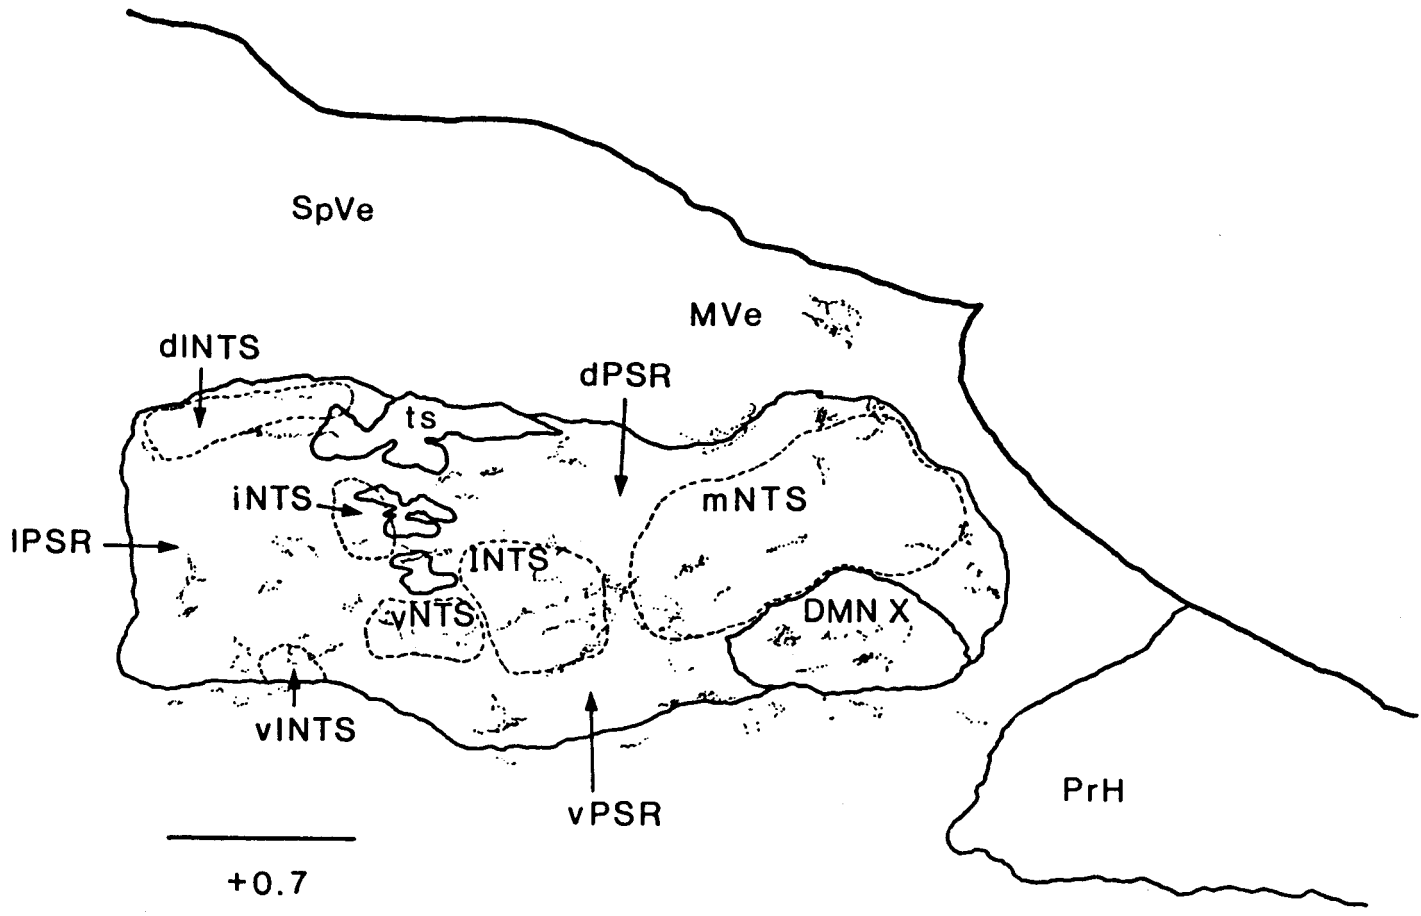 SpVe
MVe
dlNTS
dPSR
ts
iNTS
mNTS
lPSR
lNTS
vNTS
DMN X
vlNTS
PrH
vPSR
+0.7